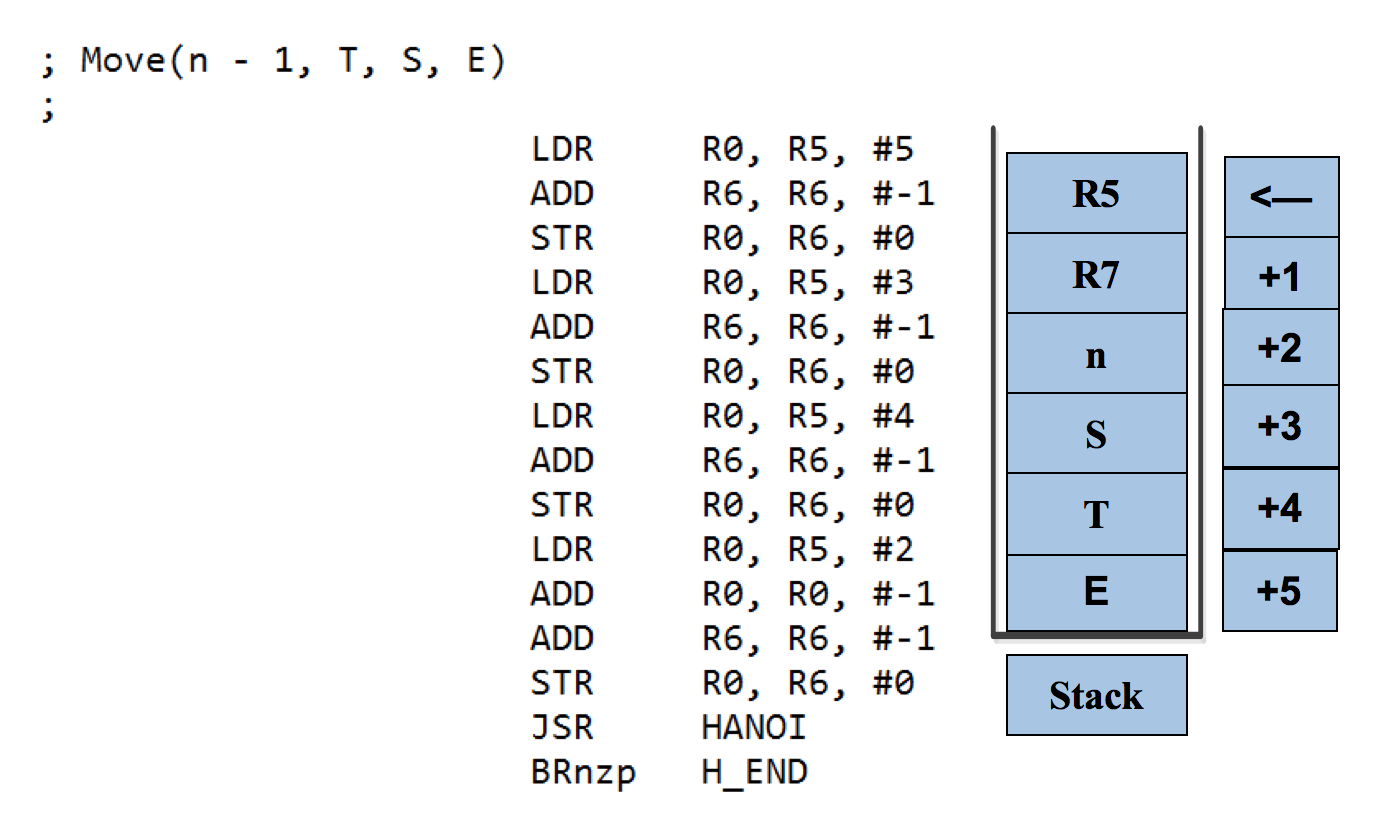 ; Move(n - 1, T, S, E)
;
LDR R0, R5, #5
ADD R6, R6, #-1
STR R0, R6, #0
LDR R0, R5, #3
ADD R6, R6, #-1
STR R0, R6, #0
LDR R0, R5, #4
ADD R6, R6, #-1
STR R0, R6, #0
LDR R0, R5, #2
ADD R0, R0, #-1
ADD R6, R6, #-1
STR R0, R6, #0
JSR HANOI
BRnzp H_END
R5 <—
R7 +1
n +2
S +3
T +4
E +5
Stack